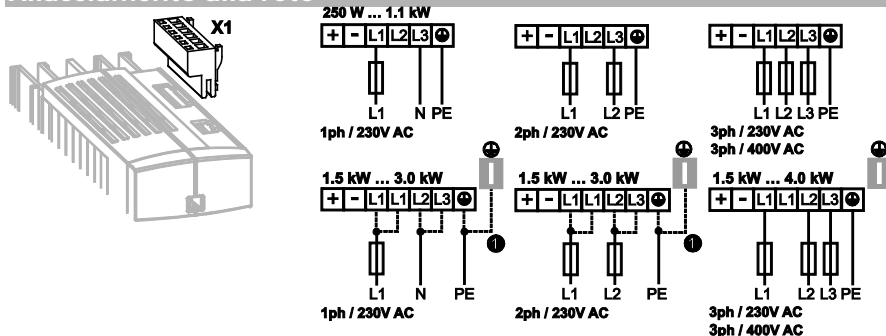 X1
250 W ... 1.1 kW
+ - L1 L2 L3
L1 N PE
1ph / 230V AC
+ - L1 L2 L3
L1 L2 PE
2ph / 230V AC
+ - L1 L2 L3
L1 L2 L3 PE
3ph / 230V AC
3ph / 400V AC
1.5 kW ... 3.0 kW
+ - L1 L1 L2 L3
1
L1 N PE
1ph / 230V AC
1.5 kW ... 3.0 kW
+ - L1 L1 L2 L3
1
L1 L2 PE
2ph / 230V AC
1.5 kW ... 4.0 kW
+ - L1 L1 L2 L3
L1 L2 L3 PE
3ph / 230V AC
3ph / 400V AC